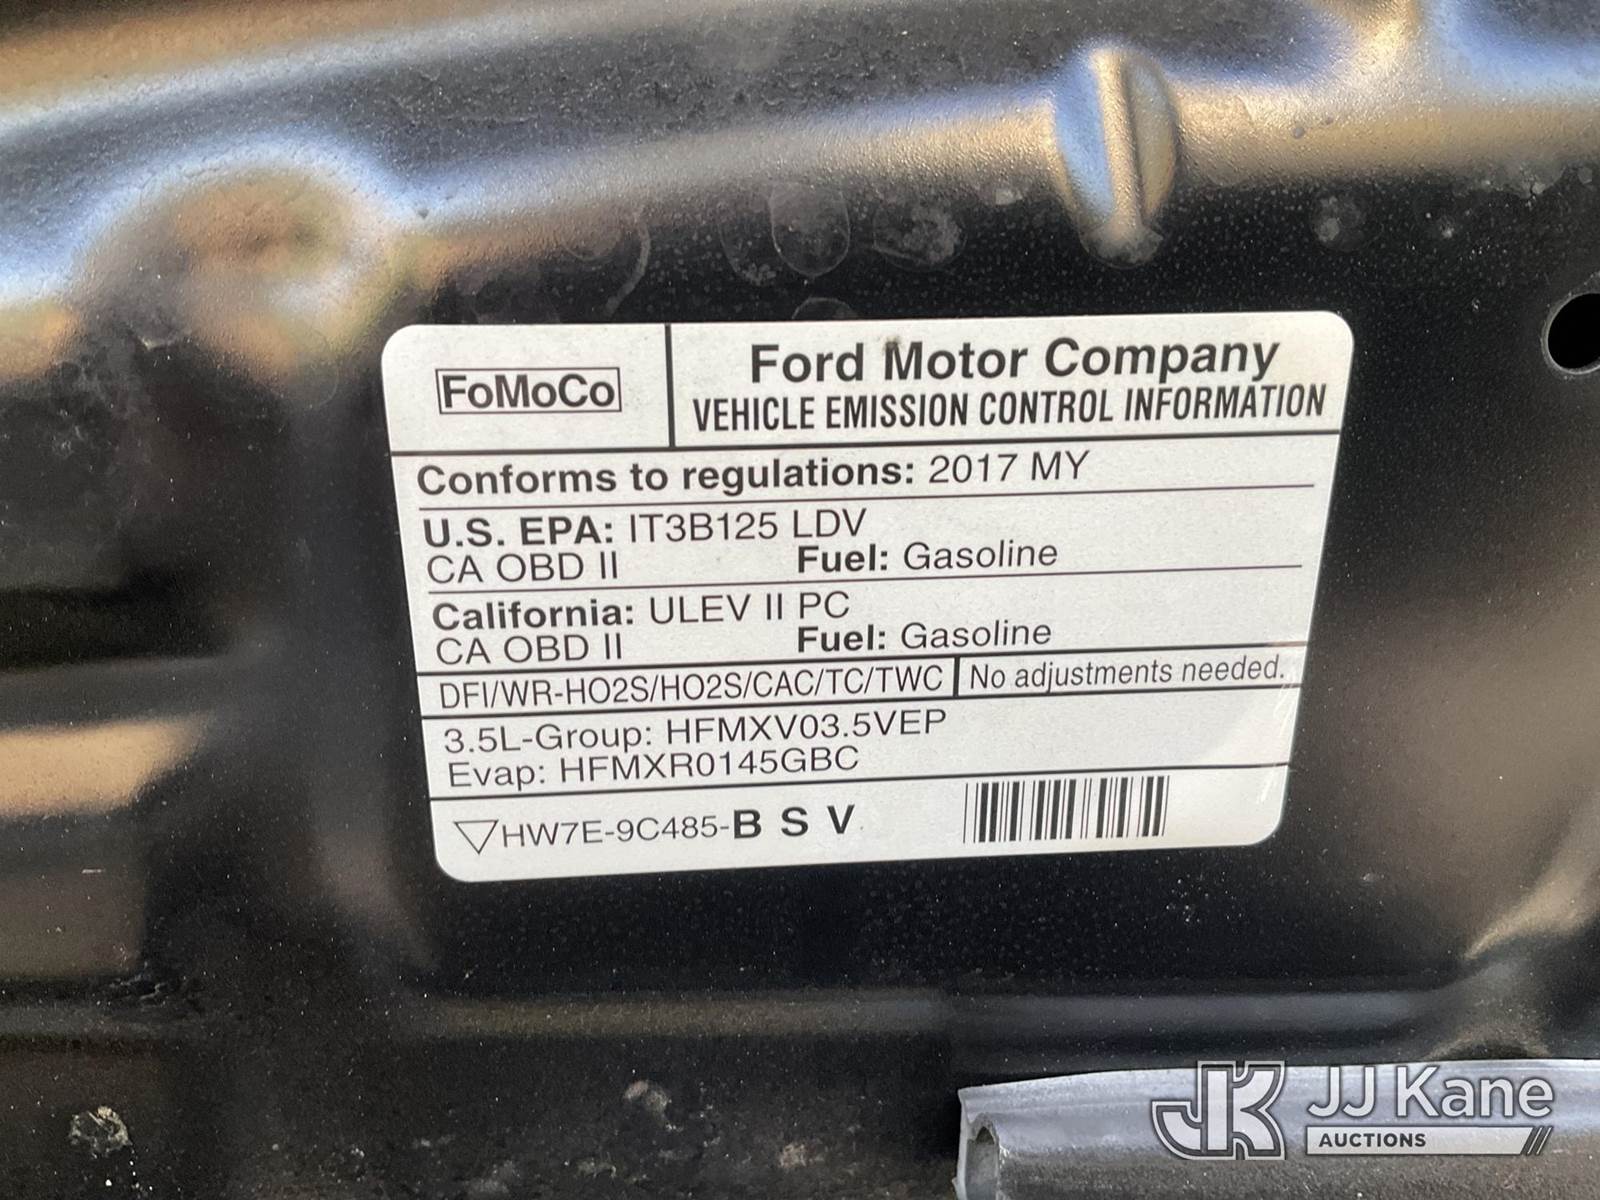 FoMoCo
Ford Motor Company
VEHICLE EMISSION CONTROL INFORMATION
Conforms to regulations: 2017 MY
U.S. EPA: IT3B125 LDV
CA OBD II Fuel: Gasoline
California: ULEV II PC
CA OBD II Fuel: Gasoline
DFI/WR-HO2S/HO2S/CAC/TC/TWC No adjustments needed.
3.5L-Group: HFMXV03.5VEP
Evap: HFMXR0145GBC
HW7E-9C485-B S V
JK JJ Kane
AUCTIONS